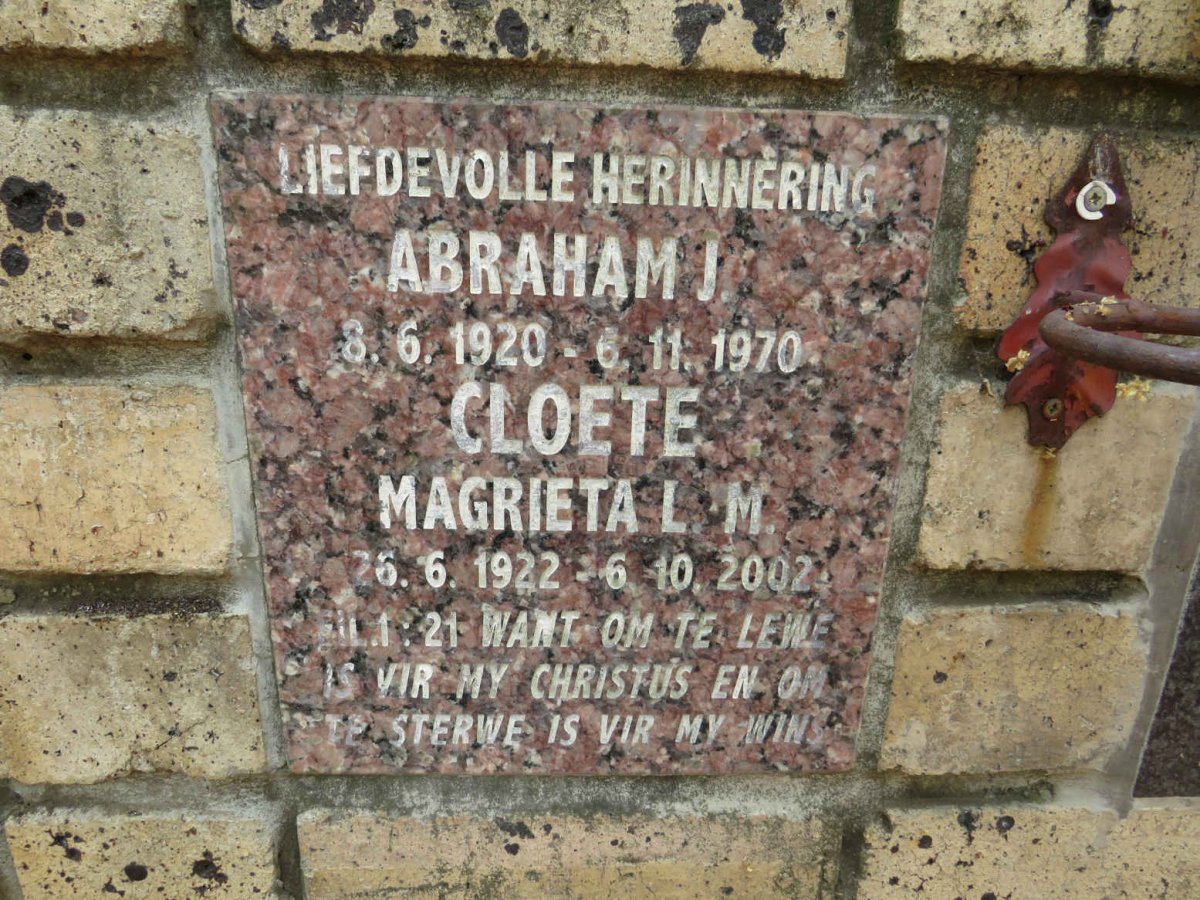 LIEFDEVOLLE HERINNERING
ABRAHAM J
8. 6. 1920 - 6. 11. 1970
CLOETE
MAGRIETA L. M.
26. 6. 1922 - 6. 10. 2002
FIL. 1 : 21 WANT OM TE LEWE
IS VIR MY CHRISTUS EN OM
TE STERWE IS VIR MY WINS